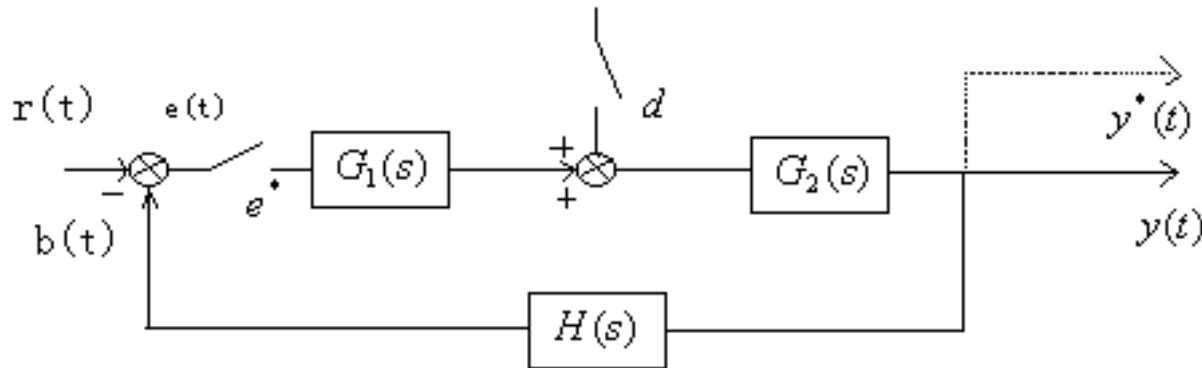 r(t)
e(t)
−
b(t)
e*
G₁(s)
+
+
d
G₂(s)
y*(t)
y(t)
H(s)